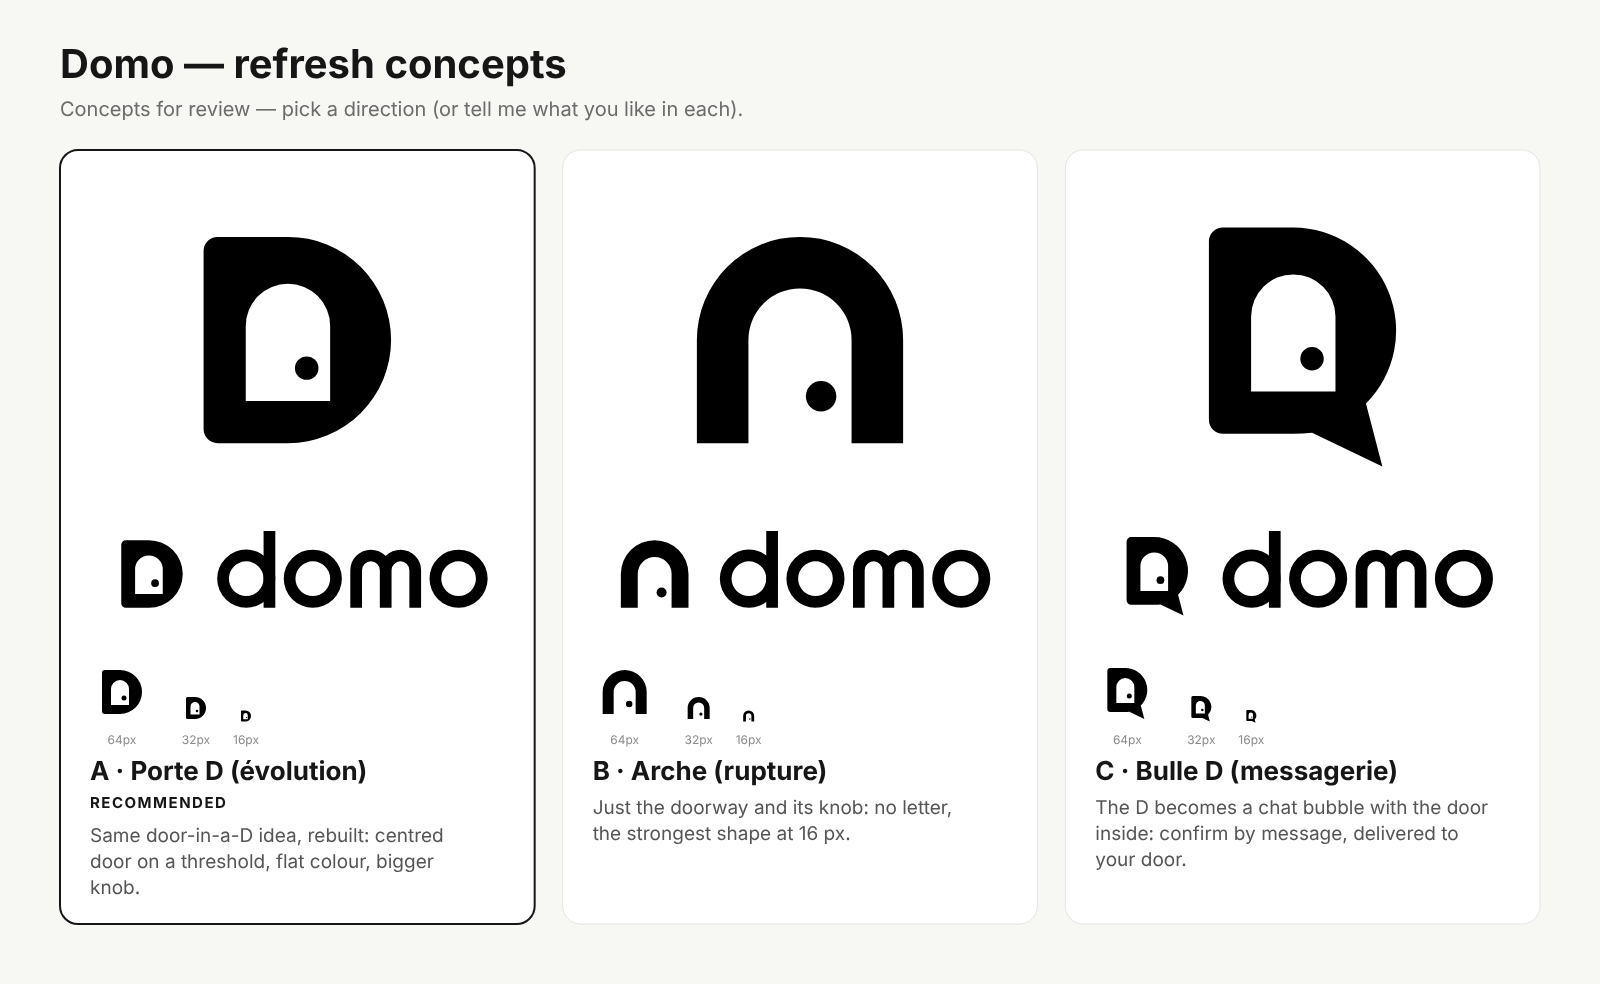 Domo — refresh concepts
Concepts for review — pick a direction (or tell me what you like in each).
domo
64px 32px 16px
A · Porte D (évolution)
RECOMMENDED
Same door-in-a-D idea, rebuilt: centred
door on a threshold, flat colour, bigger
knob.
domo
64px 32px 16px
B · Arche (rupture)
Just the doorway and its knob: no letter,
the strongest shape at 16 px.
domo
64px 32px 16px
C · Bulle D (messagerie)
The D becomes a chat bubble with the door
inside: confirm by message, delivered to
your door.